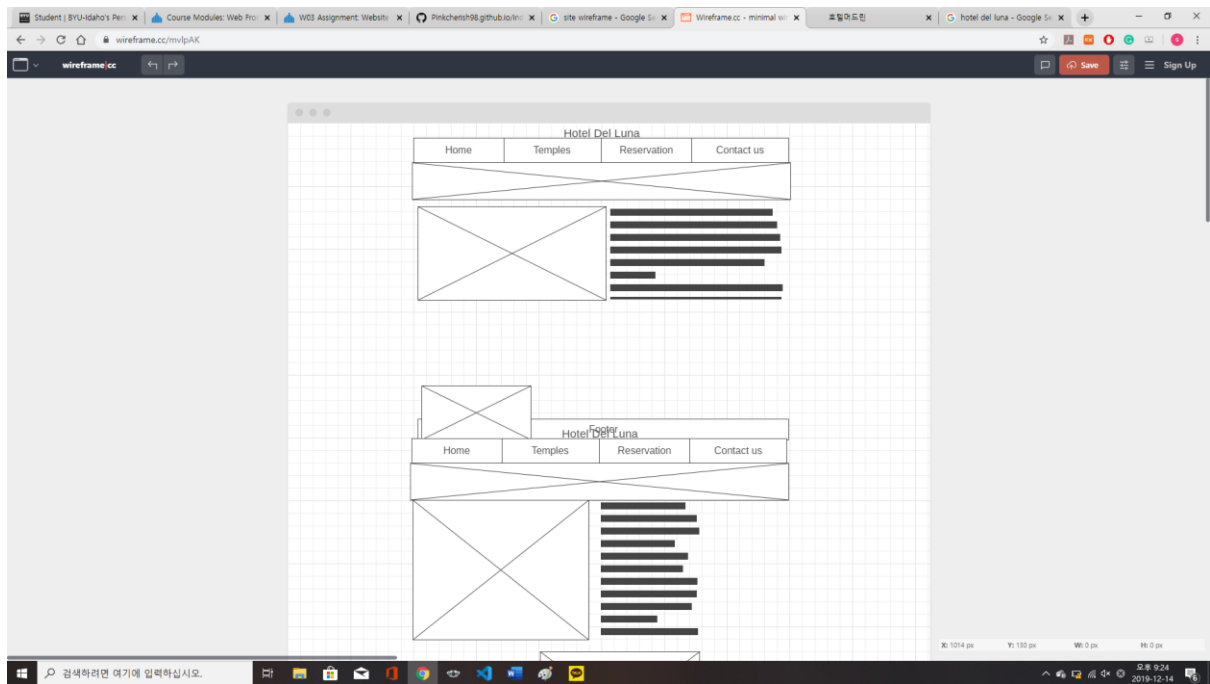 Student | BYU-Idaho's Pers
Course Modules: Web Fro
W03 Assignment: Website
Pinkcherish98.github.io/Inc
site wireframe - Google Se
Wireframe.cc - minimal wi
호텔머드린
hotel del luna - Google Se
wireframe.cc/mvlpAK
wireframe|cc
Save
Sign Up
Hotel Del Luna
Home Temples Reservation Contact us
Footer
Hotel Del Luna
Home Temples Reservation Contact us
X: 1014 px Y: 130 px W: 0 px H: 0 px
검색하려면 여기에 입력하십시오.
오후 9:24
2019-12-14